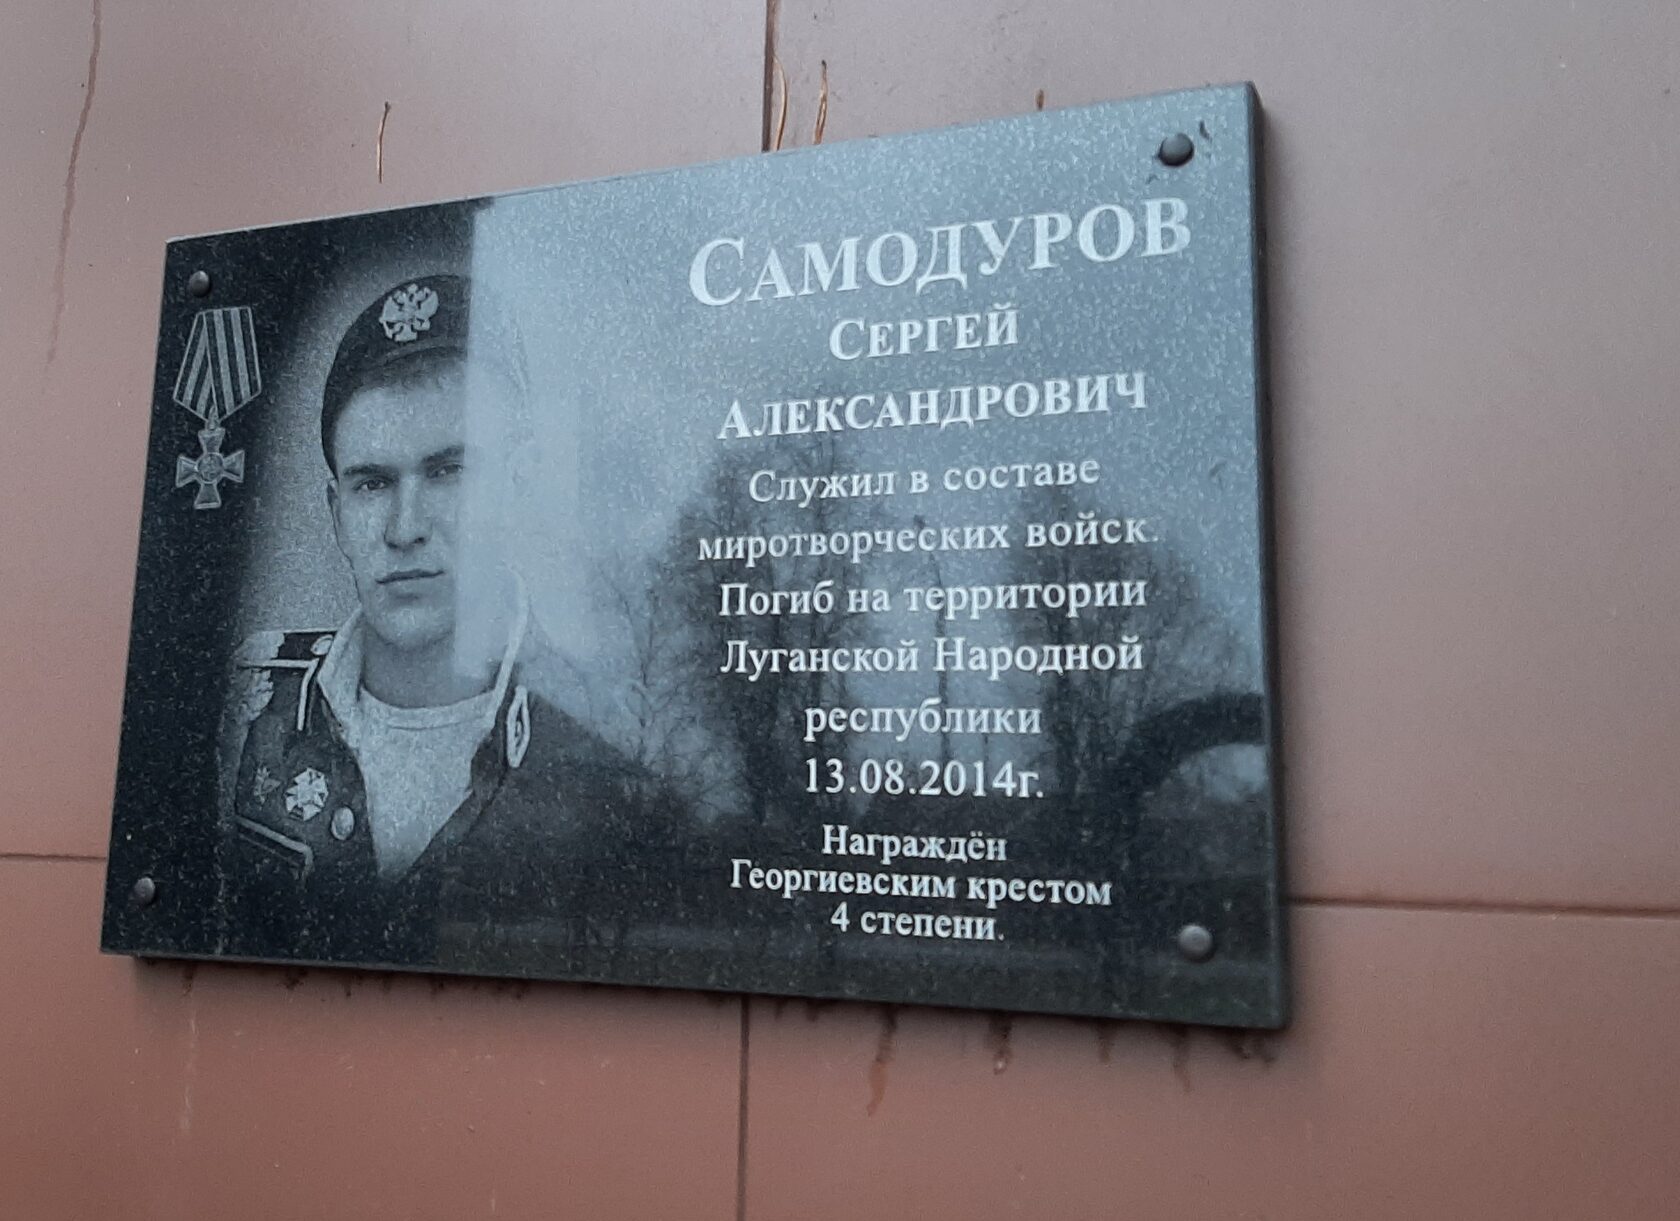 САМОДУРОВ
СЕРГЕЙ
АЛЕКСАНДРОВИЧ
Служил в составе
миротворческих войск.
Погиб на территории
Луганской Народной
республики
13.08.2014г.
Награждён
Георгиевским крестом
4 степени.